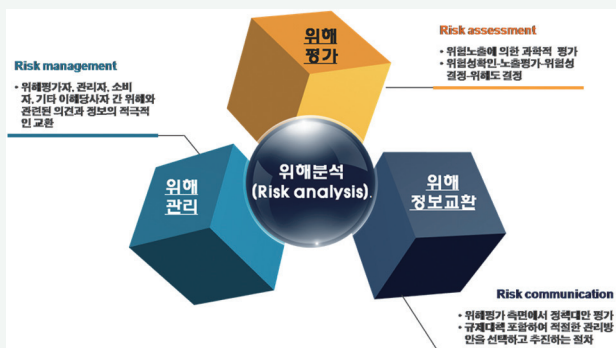 위해
평가
Risk assessment
• 위험노출에 의한 과학적 평가
• 위험성확인-노출평가-위험성
결정-위해도 결정
Risk management
• 위해평가자, 관리자, 소비
자, 기타 이해당사자 간 위해와
관련된 의견과 정보의 적극적
인 교환
위해분석
(Risk analysis).
위해
관리
위해
정보교환
Risk communication
• 위해평가 측면에서 정책대안 평가
• 규제대책 포함하여 적절한 관리방
안을 선택하고 추진하는 절차